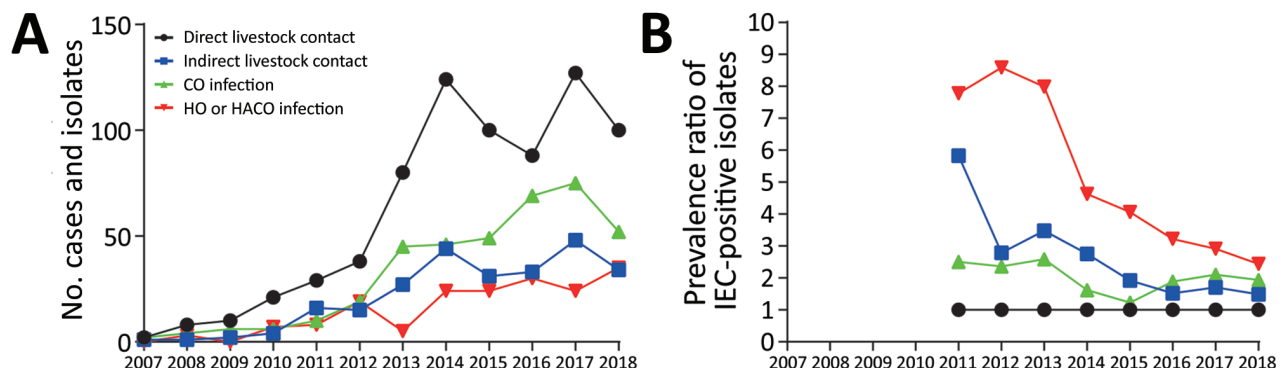 A
No. cases and isolates
150
100
50
0
Direct livestock contact
Indirect livestock contact
CO infection
HO or HACO infection
2007 2008 2009 2010 2011 2012 2013 2014 2015 2016 2017 2018
B
Prevalence ratio of
IEC-positive isolates
10
9
8
7
6
5
4
3
2
1
0
2007 2008 2009 2010 2011 2012 2013 2014 2015 2016 2017 2018